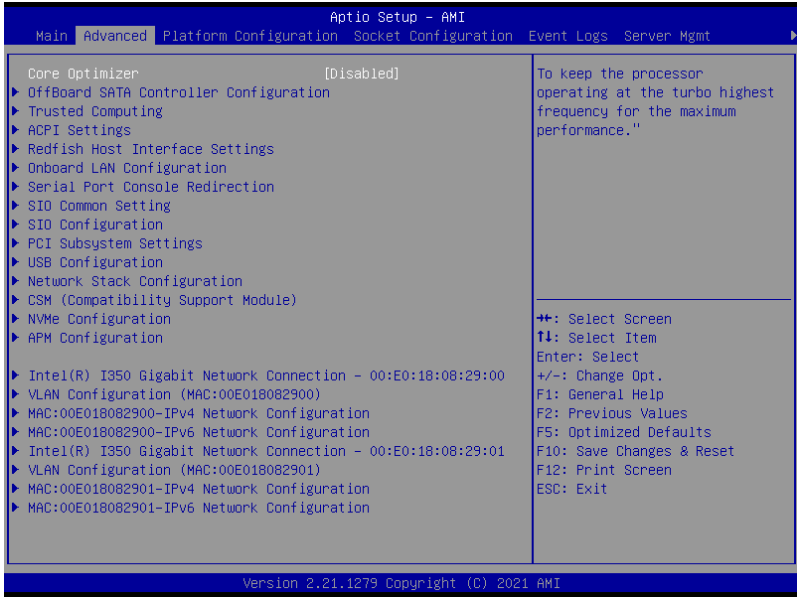 Aptio Setup – AMI
Main Advanced Platform Configuration Socket Configuration Event Logs Server Mgmt
Core Optimizer [Disabled]
OffBoard SATA Controller Configuration
Trusted Computing
ACPI Settings
Redfish Host Interface Settings
Onboard LAN Configuration
Serial Port Console Redirection
SIO Common Setting
SIO Configuration
PCI Subsystem Settings
USB Configuration
Network Stack Configuration
CSM (Compatibility Support Module)
NVMe Configuration
APM Configuration
Intel(R) I350 Gigabit Network Connection – 00:E0:18:08:29:00
VLAN Configuration (MAC:00E018082900)
MAC:00E018082900-IPv4 Network Configuration
MAC:00E018082900-IPv6 Network Configuration
Intel(R) I350 Gigabit Network Connection – 00:E0:18:08:29:01
VLAN Configuration (MAC:00E018082901)
MAC:00E018082901-IPv4 Network Configuration
MAC:00E018082901-IPv6 Network Configuration
To keep the processor
operating at the turbo highest
frequency for the maximum
performance."
→←: Select Screen
↑↓: Select Item
Enter: Select
+/-: Change Opt.
F1: General Help
F2: Previous Values
F5: Optimized Defaults
F10: Save Changes & Reset
F12: Print Screen
ESC: Exit
Version 2.21.1279 Copyright (C) 2021 AMI